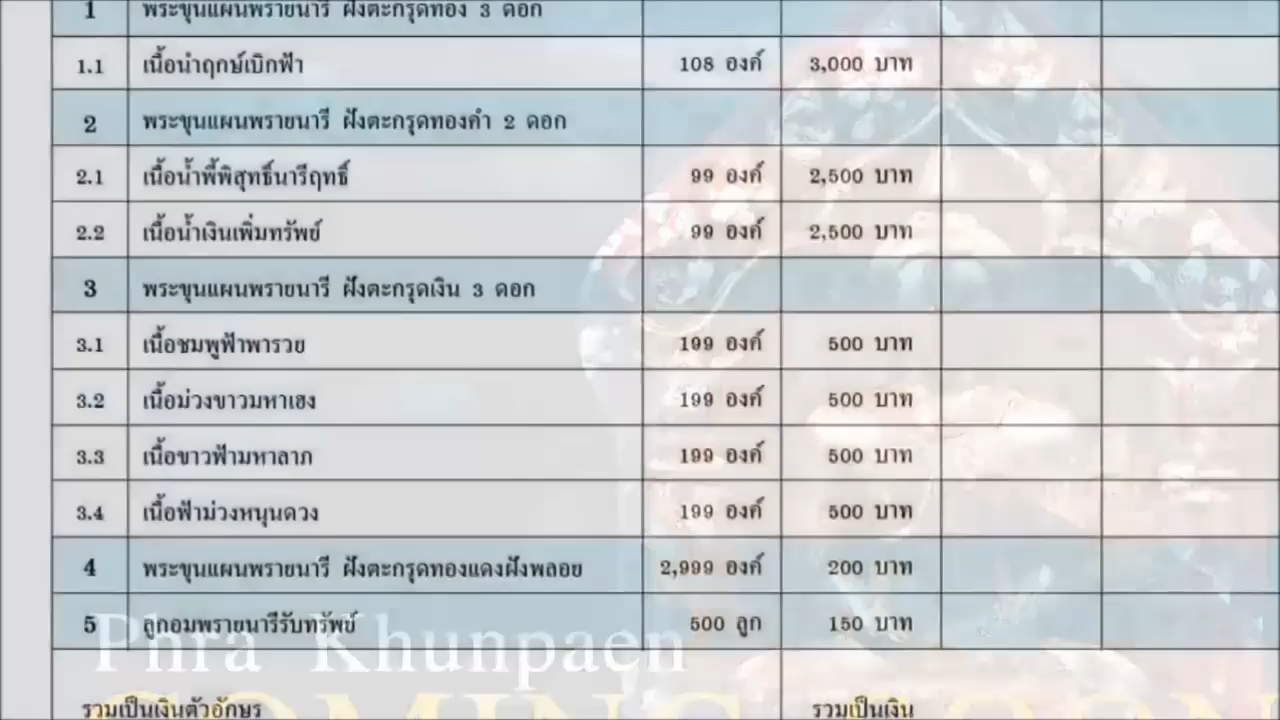 1 พระขุนแผนพรายนารี ฝังตะกรุดทอง 3 ดอก
1.1 เนื้อนำฤกษ์เบิกฟ้า 108 องค์ 3,000 บาท
2 พระขุนแผนพรายนารี ฝังตะกรุดทองคำ 2 ดอก
2.1 เนื้อน้ำพี้พิสุทธิ์นารีฤทธิ์ 99 องค์ 2,500 บาท
2.2 เนื้อน้ำเงินเพิ่มทรัพย์ 99 องค์ 2,500 บาท
3 พระขุนแผนพรายนารี ฝังตะกรุดเงิน 3 ดอก
3.1 เนื้อชมพูฟ้าพารวย 199 องค์ 500 บาท
3.2 เนื้อม่วงขาวมหาเฮง 199 องค์ 500 บาท
3.3 เนื้อขาวฟ้ามหาลาภ 199 องค์ 500 บาท
3.4 เนื้อฟ้าม่วงหนุนดวง 199 องค์ 500 บาท
4 พระขุนแผนพรายนารี ฝังตะกรุดทองแดงฝังพลอย 2,999 องค์ 200 บาท
5 ลูกอมพรายนารีรับทรัพย์ 500 ลูก 150 บาท
Phra Khunpaen
รวมเป็นเงินตัวอักษร รวมเป็นเงิน
COMING SOON